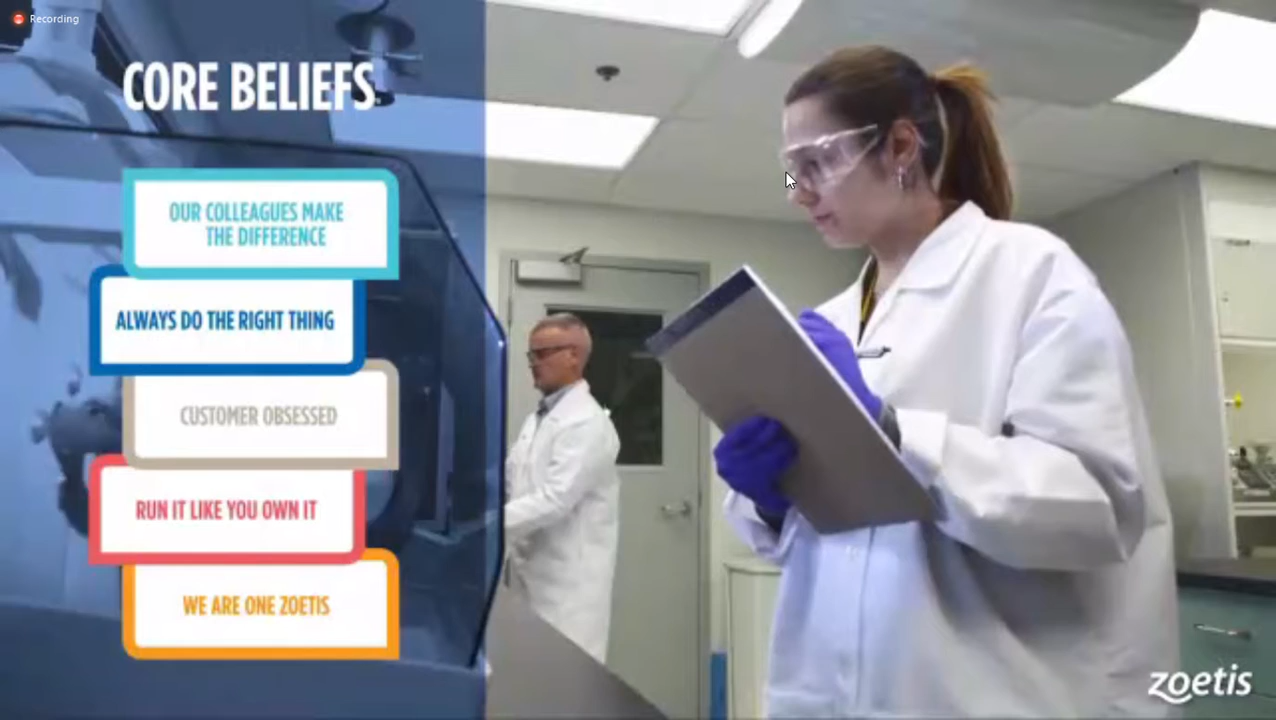 Recording
CORE BELIEFS
OUR COLLEAGUES MAKE
THE DIFFERENCE
ALWAYS DO THE RIGHT THING
CUSTOMER OBSESSED
RUN IT LIKE YOU OWN IT
WE ARE ONE ZOETIS
zoetis